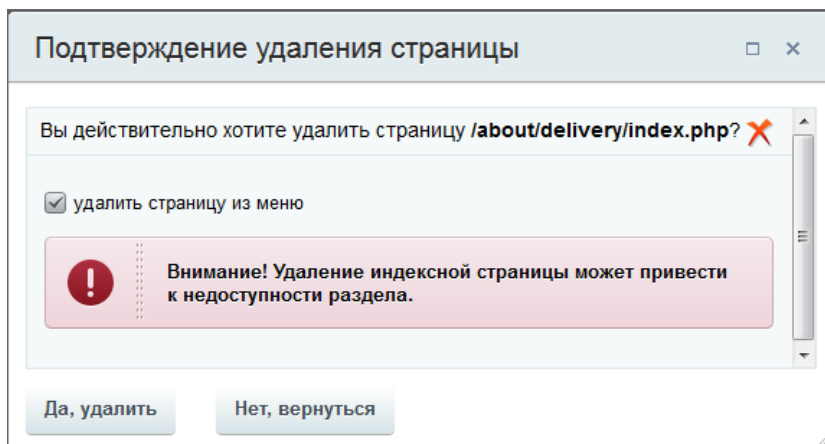 Подтверждение удаления страницы
Вы действительно хотите удалить страницу /about/delivery/index.php?
удалить страницу из меню
Внимание! Удаление индексной страницы может привести
к недоступности раздела.
Да, удалить
Нет, вернуться